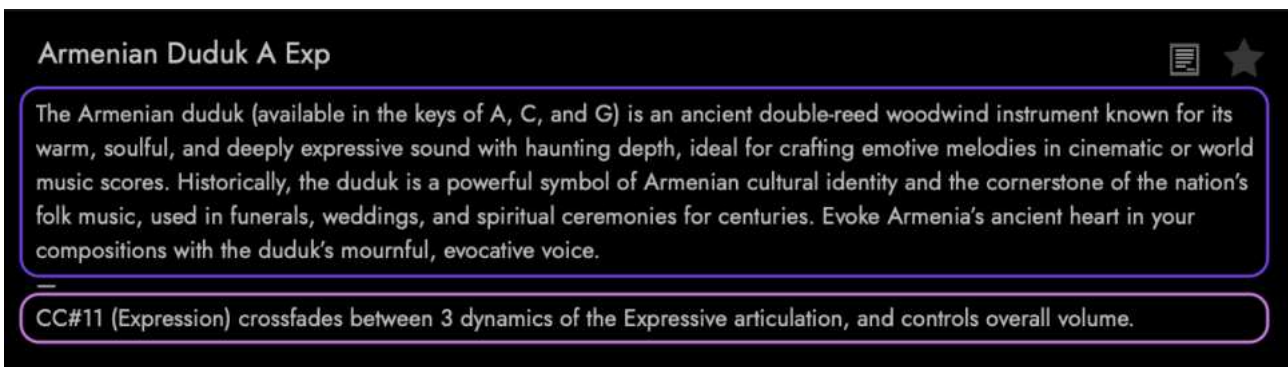 Armenian Duduk A Exp
The Armenian duduk (available in the keys of A, C, and G) is an ancient double-reed woodwind instrument known for its
warm, soulful, and deeply expressive sound with haunting depth, ideal for crafting emotive melodies in cinematic or world
music scores. Historically, the duduk is a powerful symbol of Armenian cultural identity and the cornerstone of the nation's
folk music, used in funerals, weddings, and spiritual ceremonies for centuries. Evoke Armenia's ancient heart in your
compositions with the duduk's mournful, evocative voice.
—
CC#11 (Expression) crossfades between 3 dynamics of the Expressive articulation, and controls overall volume.